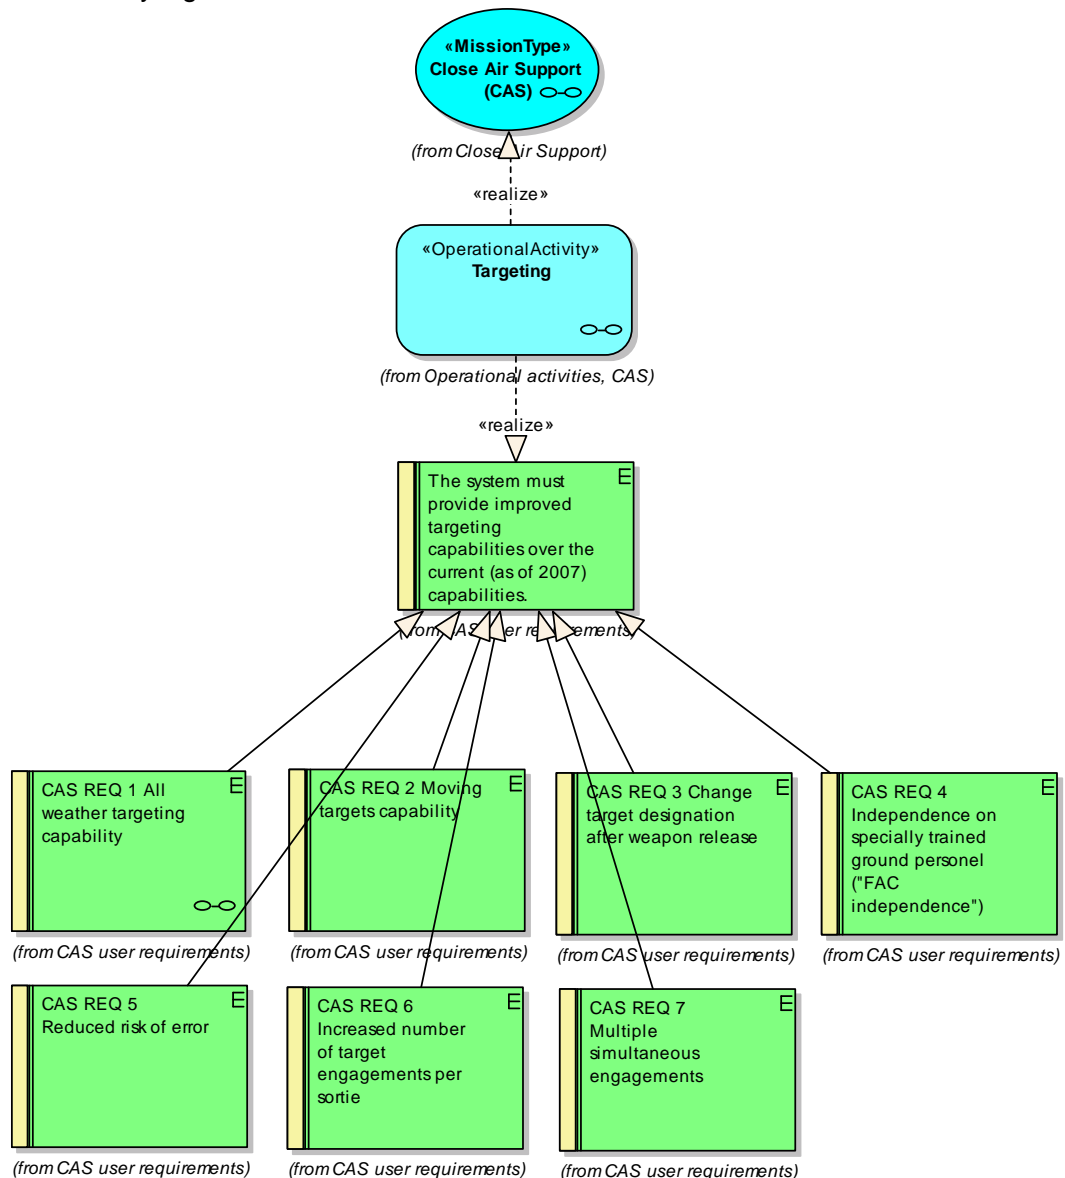 «MissionType»
Close Air Support
(CAS)
(from Close Air Support)
«realize»
«OperationalActivity»
Targeting
(from Operational activities, CAS)
«realize»
The system must
provide improved
targeting
capabilities over the
current (as of 2007)
capabilities.
E
(from CAS user requirements)
CAS REQ 1 All
weather targeting
capability
E
(from CAS user requirements)
CAS REQ 2 Moving
targets capability
E
(from CAS user requirements)
CAS REQ 3 Change
target designation
after weapon release
E
(from CAS user requirements)
CAS REQ 4
Independence on
specially trained
ground personel
("FAC
independence")
E
(from CAS user requirements)
CAS REQ 5
Reduced risk of error
E
(from CAS user requirements)
CAS REQ 6
Increased number
of target
engagements per
sortie
E
(from CAS user requirements)
CAS REQ 7
Multiple
simultaneous
engagements
E
(from CAS user requirements)